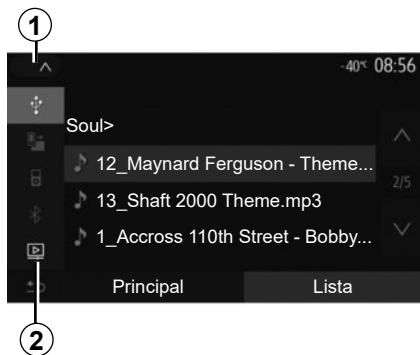 1
-40°C 08:56
Soul>
12_Maynard Ferguson - Theme...
2/5
13_Shaft 2000 Theme.mp3
1_Accross 110th Street - Bobby...
Principal Lista
2